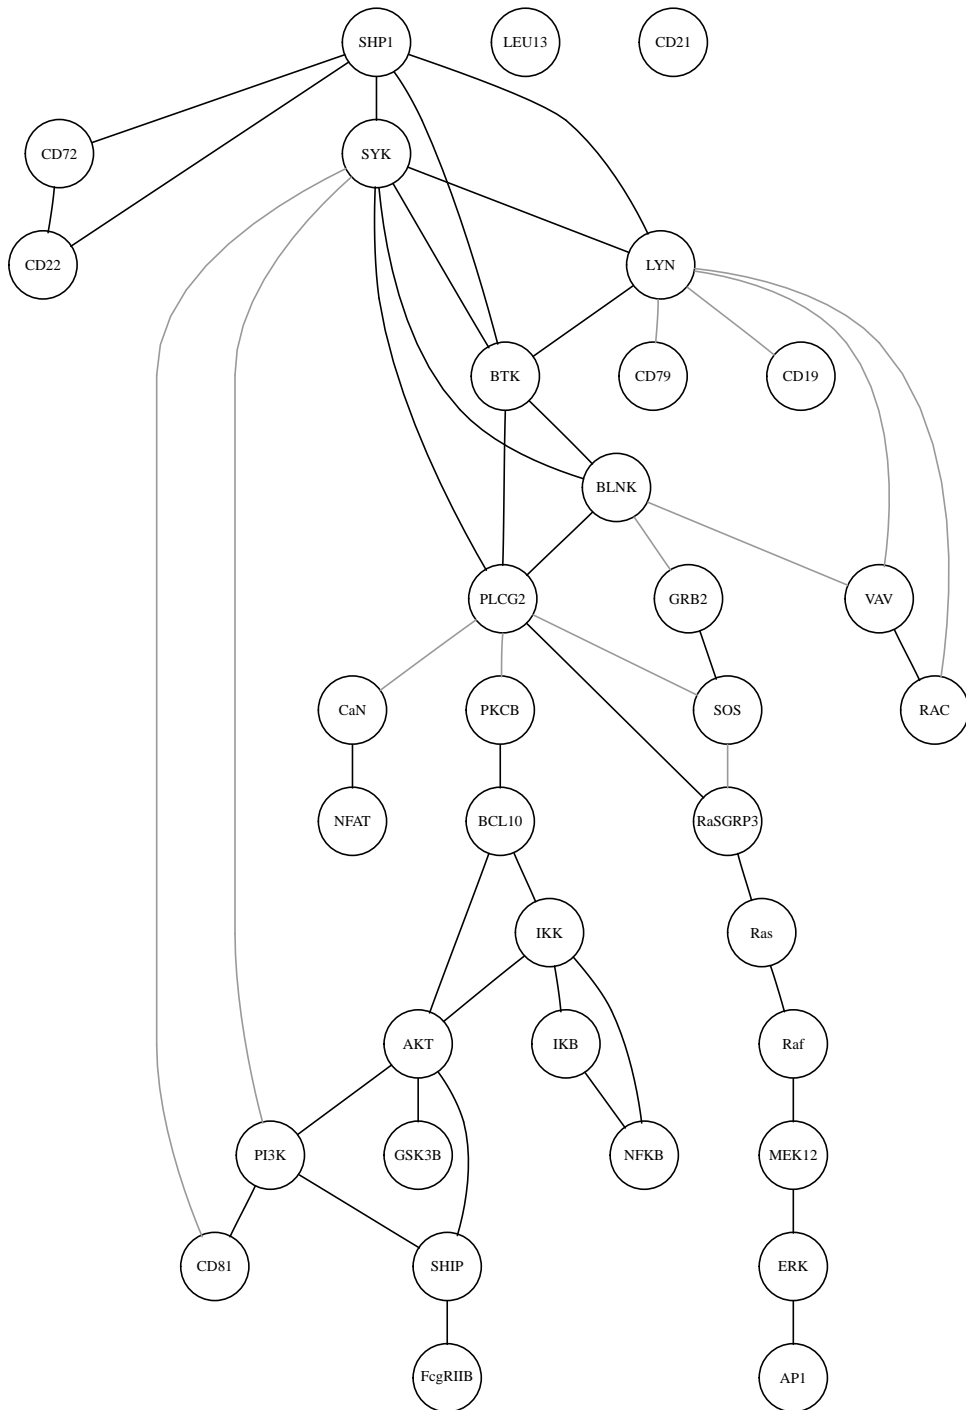 SHP1
LEU13
CD21
CD72
SYK
CD22
LYN
BTK
CD79
CD19
BLNK
PLCG2
GRB2
VAV
CaN
PKCB
SOS
RAC
NFAT
BCL10
RaSGRP3
IKK
Ras
AKT
IKB
Raf
PI3K
GSK3B
NFKB
MEK12
CD81
SHIP
ERK
FcgRIIB
AP1